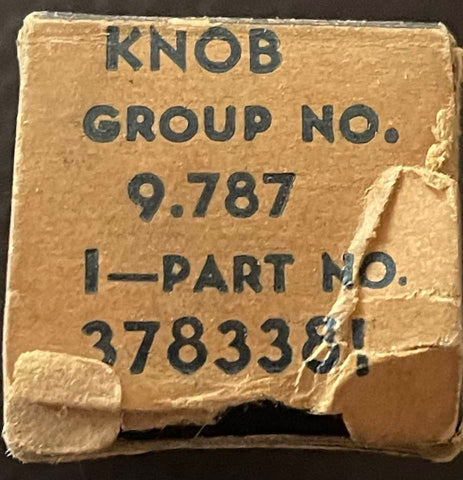 KNOB
GROUP NO.
9.787
1—PART NO.
3783381